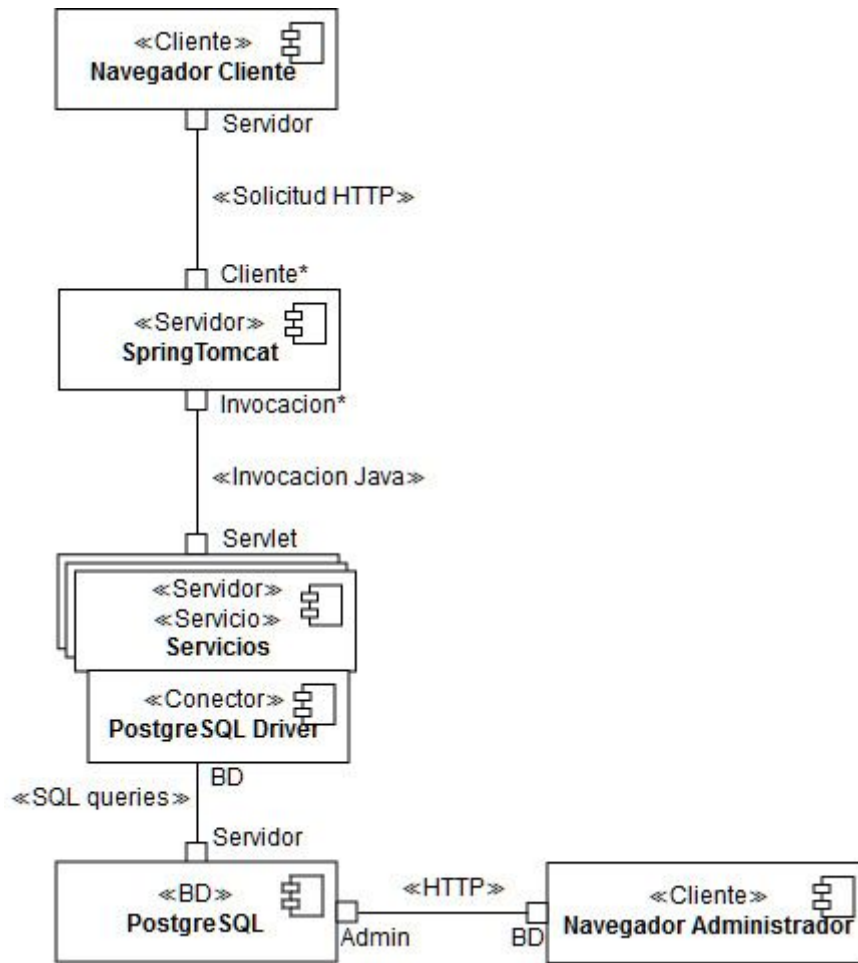 ≪Cliente≫
Navegador Cliente
Servidor
≪Solicitud HTTP≫
Cliente*
≪Servidor≫
SpringTomcat
Invocacion*
≪Invocacion Java≫
Servlet
≪Servidor≫
≪Servicio≫
Servicios
≪Conector≫
PostgreSQL Driver
BD
≪SQL queries≫
Servidor
≪BD≫
PostgreSQL
Admin
≪HTTP≫
BD
≪Cliente≫
Navegador Administrador